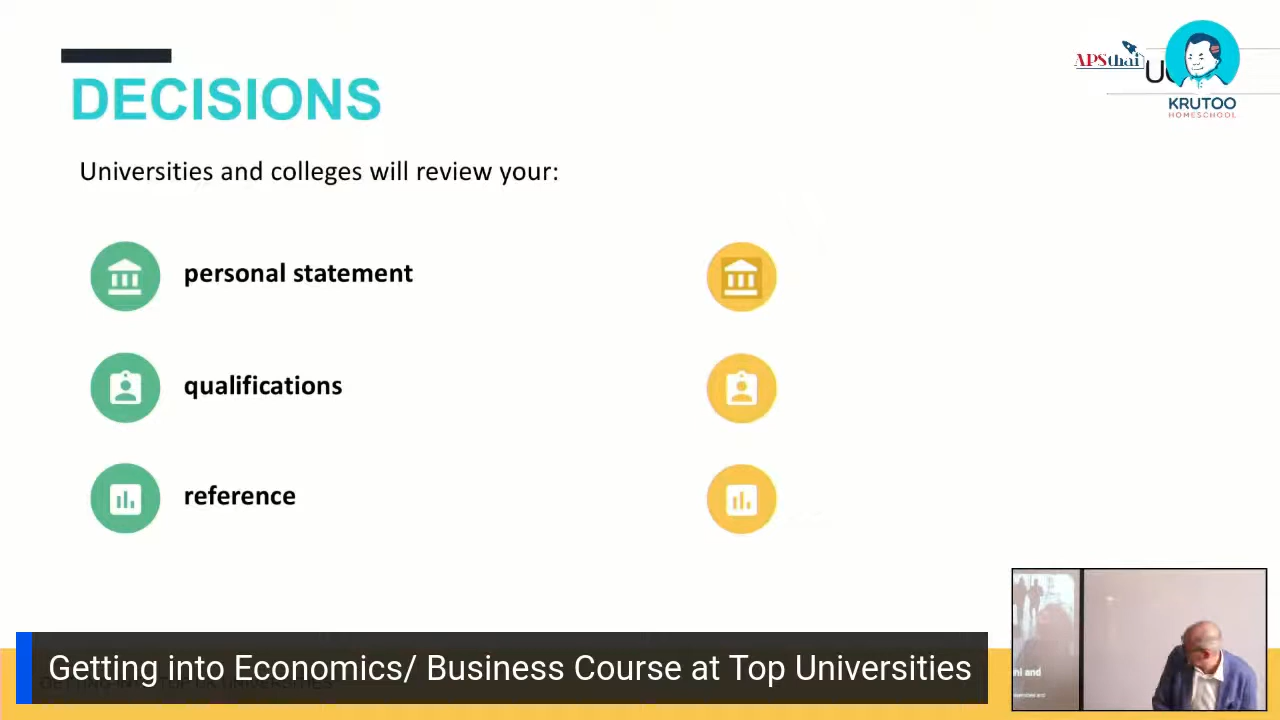 DECISIONS
APSthai
KRUTOO
HOMESCHOOL
Universities and colleges will review your:
personal statement
qualifications
reference
Getting into Economics/ Business Course at Top Universities